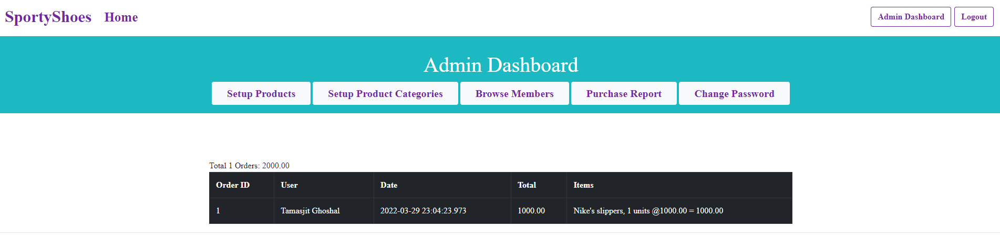 SportyShoes Home Admin Dashboard Logout
Admin Dashboard
Setup Products Setup Product Categories Browse Members Purchase Report Change Password
Total 1 Orders: 2000.00
Order ID User Date Total Items
1 Tamasjit Ghoshal 2022-03-29 23:04:23.973 1000.00 Nike's slippers, 1 units @1000.00 = 1000.00